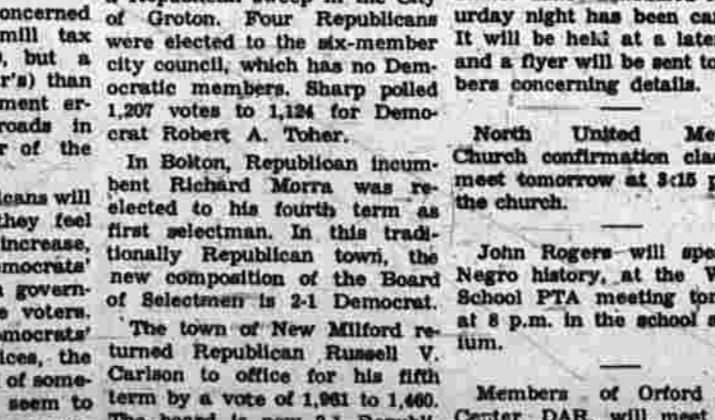 oncerned
mill tax
but a
r's) than
ment er-
roads in
r of the
icans will
they feel
increase,
emocrats'
govern-
e voters.
emocrats'
ices, the
of some-
seem to
of Groton. Four Republicans
were elected to the six-member
city council, which has no Dem-
ocratic members. Sharp polled
1,207 votes to 1,124 for Demo-
crat Robert A. Toher.
In Bolton, Republican incum-
bent Richard Morra was re-
elected to his fourth term as
first selectman. In this tradi-
tionally Republican town, the
new composition of the Board
of Selectmen is 2-1 Democrat.
The town of New Milford re-
turned Republican Russell V.
Carlson to office for his fifth
term by a vote of 1,961 to 1,460.
urday night has been ca
It will be held at a late
and a flyer will be sent to
bers concerning details.
North United Me
Church confirmation cla
meet tomorrow at 3:15 p
the church.
John Rogers will spe
Negro history, at the W
School PTA meeting tor
at 8 p.m. in the school a
ium.
Members of Orford
Center DAR will meet